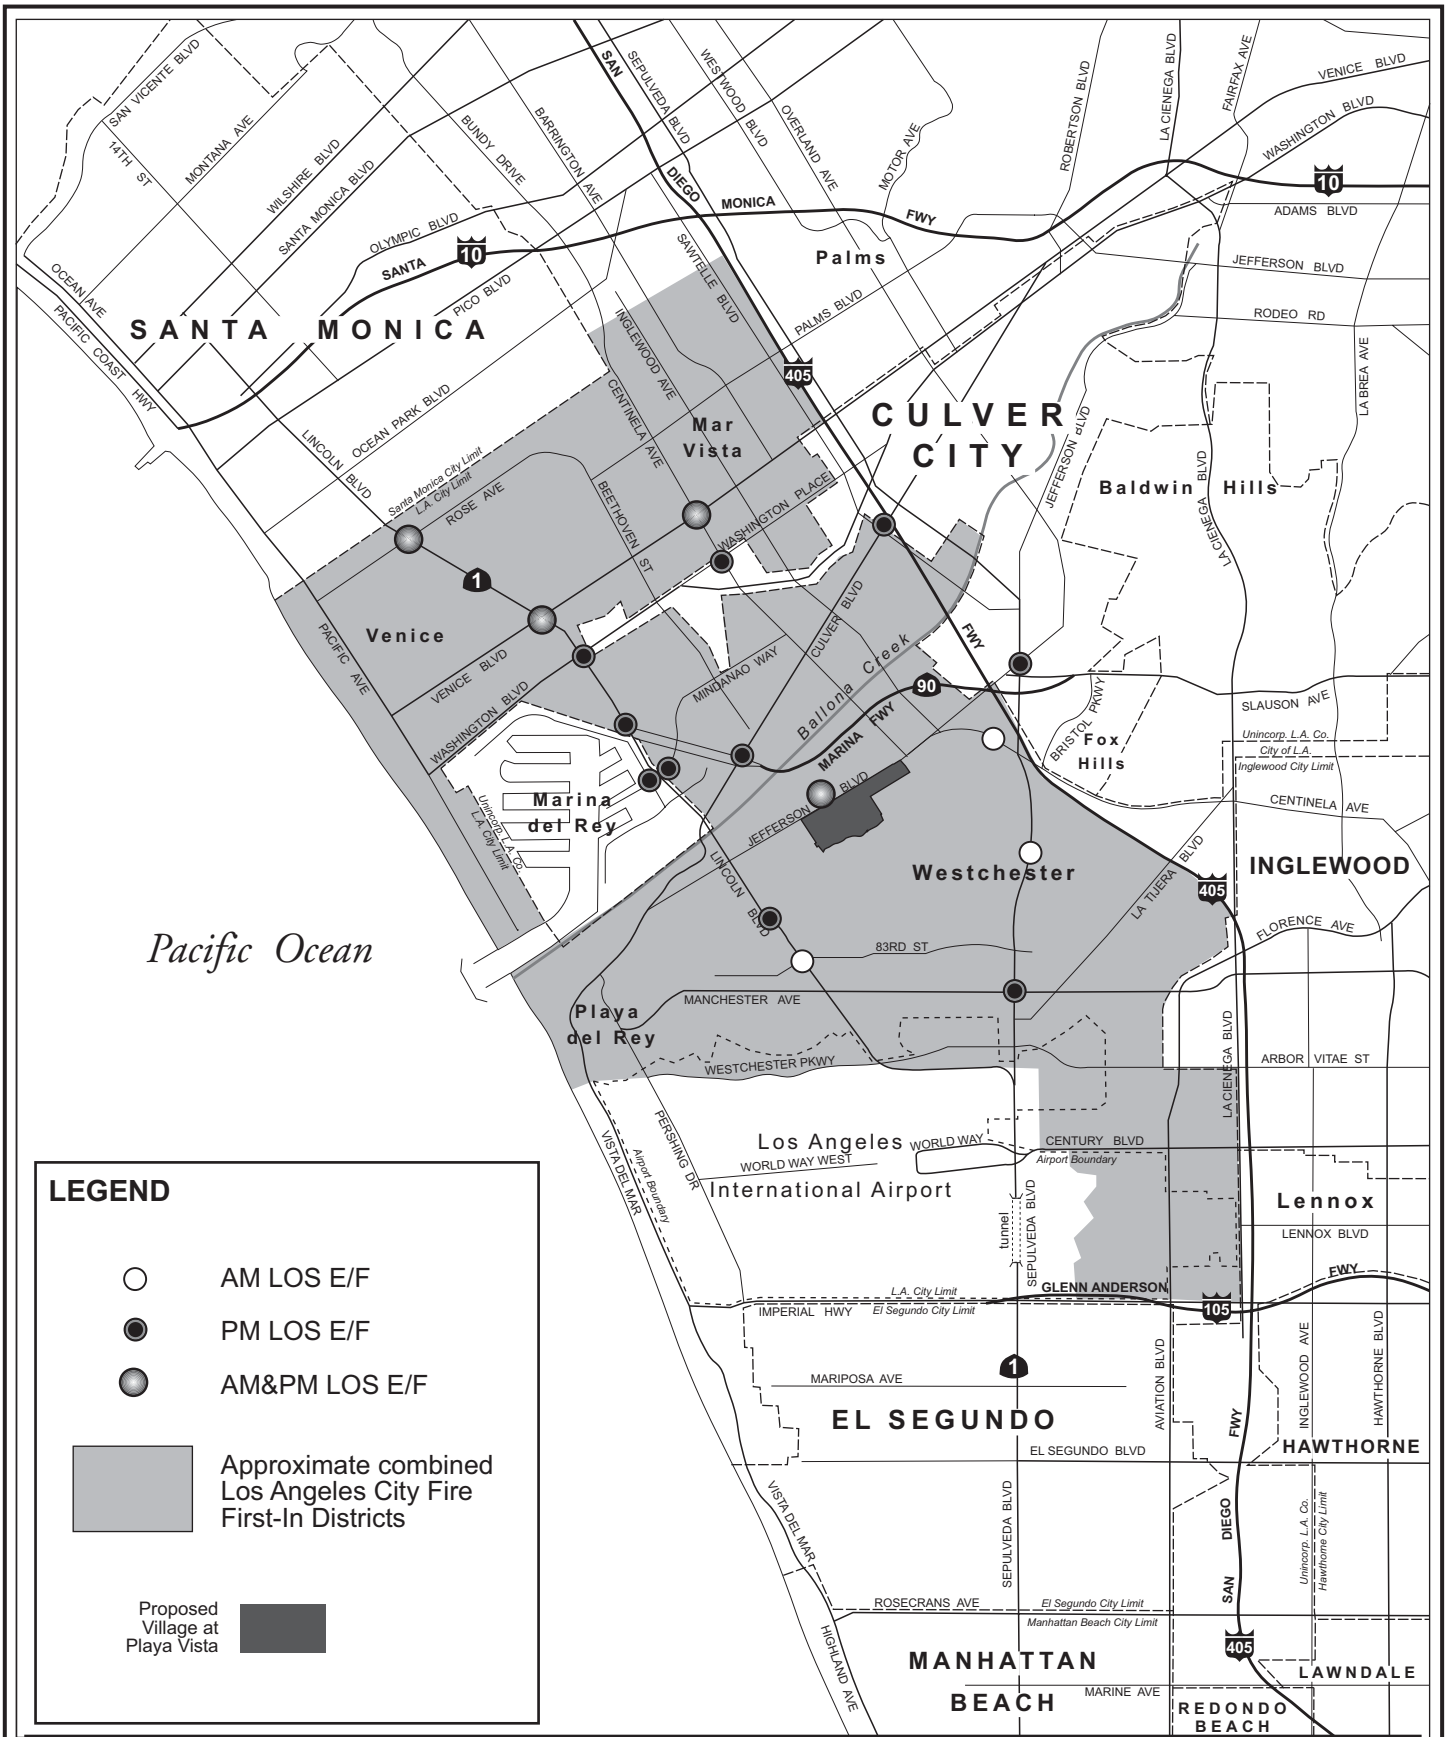 SAN VICENTE BLVD
14TH ST
MONTANA AVE
WILSHIRE BLVD
SANTA MONICA BLVD
OLYMPIC BLVD
BUNDY DRIVE
BARRINGTON AVE
SAN
SEPULVEDA BLVD
WESTWOOD BLVD
OVERLAND AVE
MOTOR AVE
ROBERTSON BLVD
LA CIENEGA BLVD
FAIRFAX AVE
VENICE BLVD
WASHINGTON BLVD
DIEGO
MONICA
FWY
10
ADAMS BLVD
10
SANTA
PICO BLVD
SAWTELLE BLVD
Palms
JEFFERSON BLVD
OCEAN AVE
PACIFIC COAST HWY
SANTA MONICA
INGLEWOOD AVE
PALMS BLVD
RODEO RD
LA BREA AVE
405
OCEAN PARK BLVD
LINCOLN BLVD
CENTINELA AVE
Mar
Vista
CULVER
CITY
JEFFERSON BLVD
LA CIENEGA BLVD
Baldwin Hills
Santa Monica City Limit
L.A. City Limit
ROSE AVE
BEETHOVEN ST
WASHINGTON PLACE
1
Venice
PACIFIC AVE
VENICE BLVD
WASHINGTON BLVD
MINDANAO WAY
CULVER BLVD
Ballona Creek
FWY
90
MARINA FWY
BRISTOL PKWY
SLAUSON AVE
Fox
Hills
Unincorp. L.A. Co.
City of L.A.
Inglewood City Limit
CENTINELA AVE
Marina
del Rey
Unincorp. L.A. Co.
L.A. City Limit
JEFFERSON BLVD
LINCOLN BLVD
Westchester
LA TIJERA BLVD
INGLEWOOD
405
FLORENCE AVE
Pacific Ocean
83RD ST
MANCHESTER AVE
Playa
del Rey
WESTCHESTER PKWY
LA CIENEGA BLVD
ARBOR VITAE ST
VISTA DEL MAR
Airport Boundary
PERSHING DR
Los Angeles
WORLD WAY
CENTURY BLVD
Airport Boundary
WORLD WAY WEST
International Airport
tunnel
SEPULVEDA BLVD
Lennox
LENNOX BLVD
L.A. City Limit
GLENN ANDERSON
FWY
105
IMPERIAL HWY
El Segundo City Limit
1
MARIPOSA AVE
AVIATION BLVD
INGLEWOOD AVE
HAWTHORNE BLVD
EL SEGUNDO
FWY
HAWTHORNE
EL SEGUNDO BLVD
VISTA DEL MAR
SEPULVEDA BLVD
DIEGO
SAN
Unincorp. L.A. Co.
Hawthorne City Limit
ROSECRANS AVE
El Segundo City Limit
Manhattan Beach City Limit
HIGHLAND AVE
405
MANHATTAN
BEACH
MARINE AVE
LAWNDALE
REDONDO
BEACH
LEGEND
AM LOS E/F
PM LOS E/F
AM&PM LOS E/F
Approximate combined
Los Angeles City Fire
First-In Districts
Proposed
Village at
Playa Vista